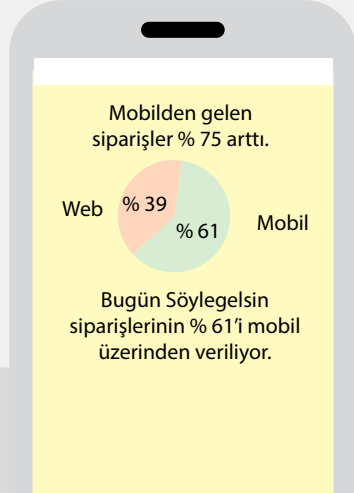 Mobilden gelen
siparişler % 75 arttı.
Web
% 39
% 61
Mobil
Bugün Söylegelsin
siparişlerinin % 61'i mobil
üzerinden veriliyor.